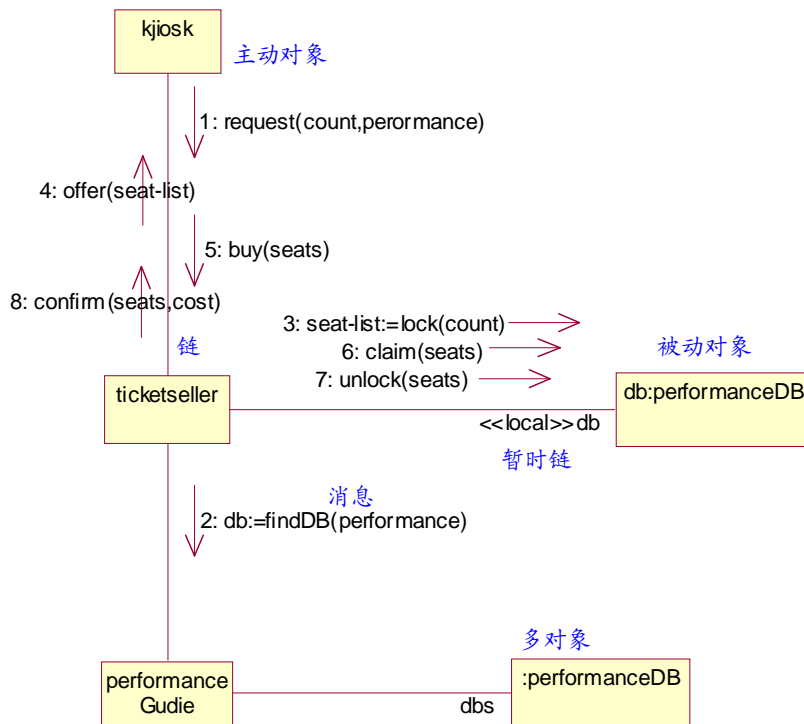 kjiosk
主动对象
1: request(count,perormance)
4: offer(seat-list)
5: buy(seats)
8: confirm(seats,cost)
3: seat-list:=lock(count)
链
6: claim(seats)
被动对象
7: unlock(seats)
ticketseller
db:performanceDB
<<local>>db
暂时链
消息
2: db:=findDB(performance)
多对象
performance
Gudie
:performanceDB
dbs